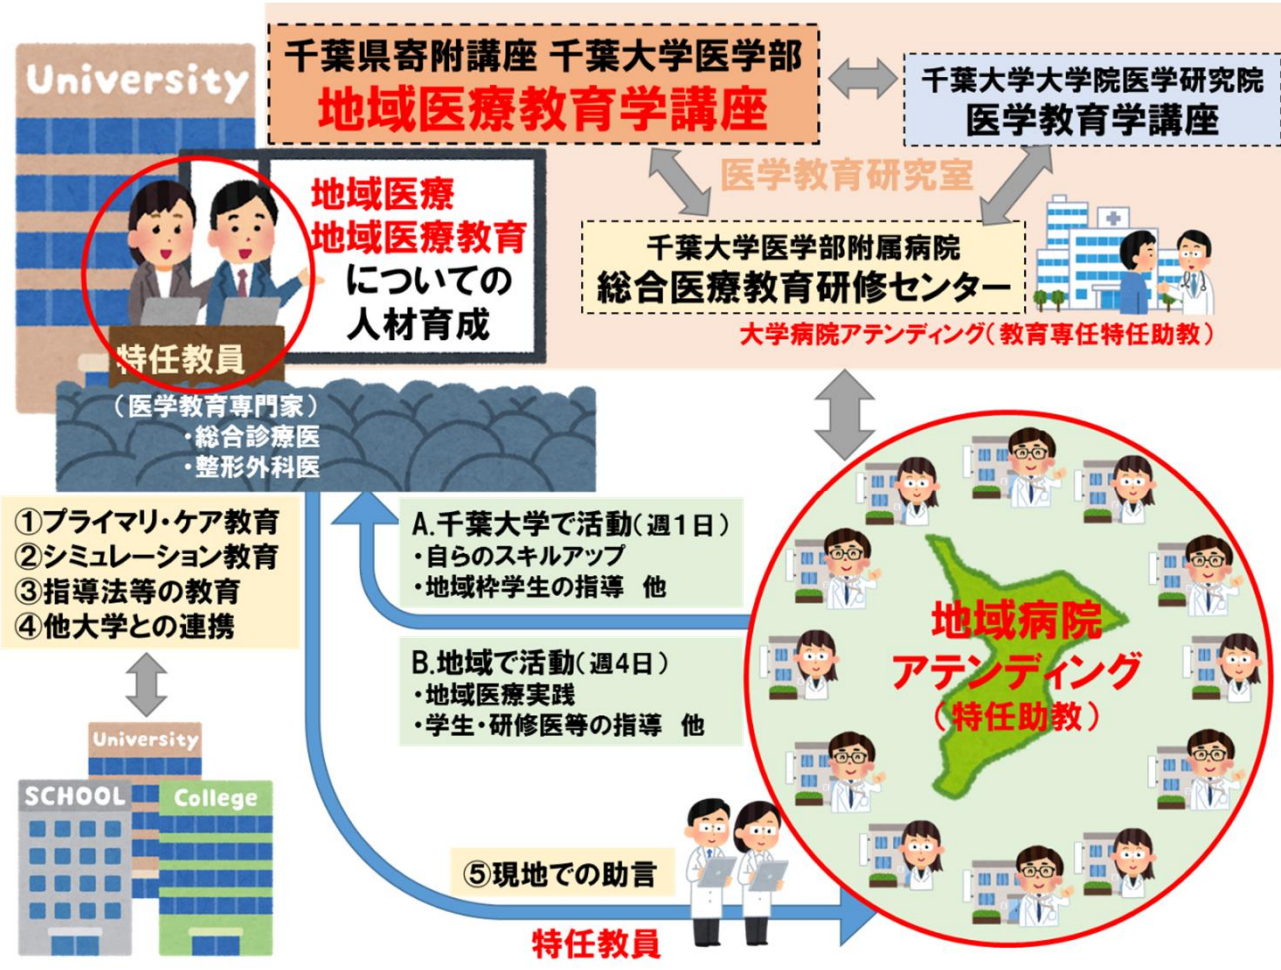 University
千葉県寄附講座 千葉大学医学部
地域医療教育学講座
千葉大学大学院医学研究院
医学教育学講座
医学教育研究室
千葉大学医学部附属病院
総合医療教育研修センター
大学病院アテンディング（教育専任特任助教）
地域医療
地域医療教育
についての
人材育成
特任教員
（医学教育専門家）
・総合診療医
・整形外科医
①プライマリ・ケア教育
②シミュレーション教育
③指導法等の教育
④他大学との連携
A.千葉大学で活動（週1日）
・自らのスキルアップ
・地域枠学生の指導 他
B.地域で活動（週4日）
・地域医療実践
・学生・研修医等の指導 他
地域病院
アテンディング
（特任助教）
University
SCHOOL
College
⑤現地での助言
特任教員